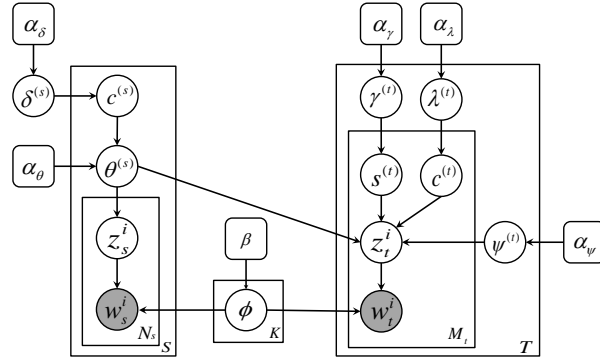 α_δ
α_γ
α_λ
δ^(s)
c^(s)
γ^(t)
λ^(t)
α_θ
θ^(s)
s^(t)
c^(t)
z_s^i
β
z_t^i
ψ^(t)
α_ψ
w_s^i
ϕ
w_t^i
N_s
S
K
M_t
T